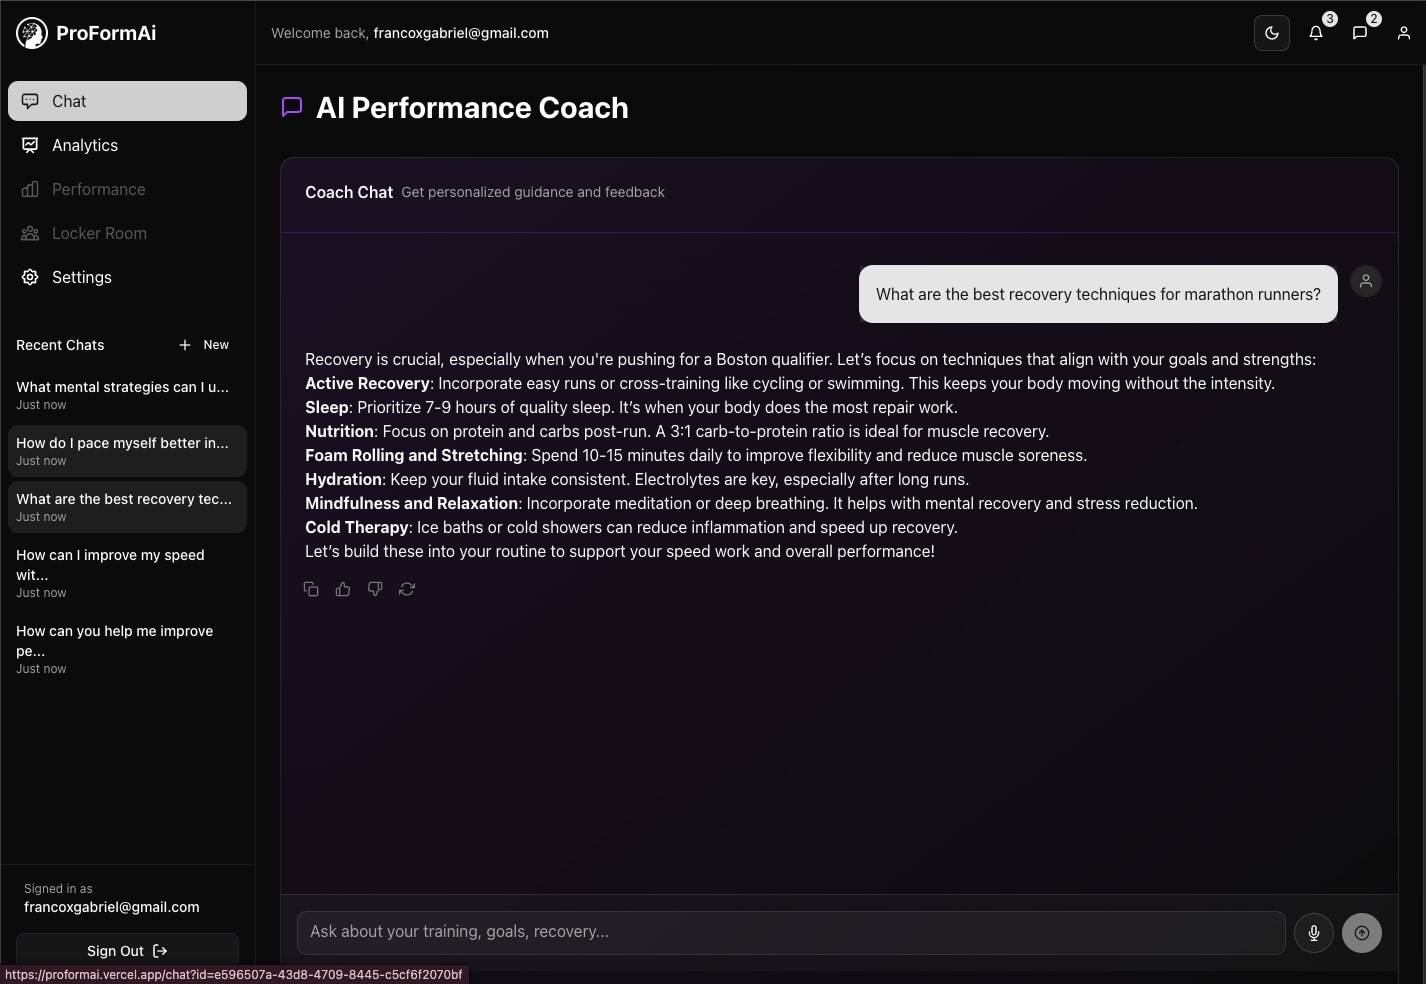 ProFormAi
Welcome back, francoxgabriel@gmail.com
3
2
Chat
Analytics
Performance
Locker Room
Settings
Recent Chats
New
What mental strategies can I u...
Just now
How do I pace myself better in...
Just now
What are the best recovery tec...
Just now
How can I improve my speed
wit...
Just now
How can you help me improve
pe...
Just now
Signed in as
francoxgabriel@gmail.com
Sign Out
AI Performance Coach
Coach Chat Get personalized guidance and feedback
What are the best recovery techniques for marathon runners?
Recovery is crucial, especially when you're pushing for a Boston qualifier. Let’s focus on techniques that align with your goals and strengths:
Active Recovery: Incorporate easy runs or cross-training like cycling or swimming. This keeps your body moving without the intensity.
Sleep: Prioritize 7-9 hours of quality sleep. It’s when your body does the most repair work.
Nutrition: Focus on protein and carbs post-run. A 3:1 carb-to-protein ratio is ideal for muscle recovery.
Foam Rolling and Stretching: Spend 10-15 minutes daily to improve flexibility and reduce muscle soreness.
Hydration: Keep your fluid intake consistent. Electrolytes are key, especially after long runs.
Mindfulness and Relaxation: Incorporate meditation or deep breathing. It helps with mental recovery and stress reduction.
Cold Therapy: Ice baths or cold showers can reduce inflammation and speed up recovery.
Let’s build these into your routine to support your speed work and overall performance!
Ask about your training, goals, recovery...
https://proformai.vercel.app/chat?id=e596507a-43d8-4709-8445-c5cf6f2070bf